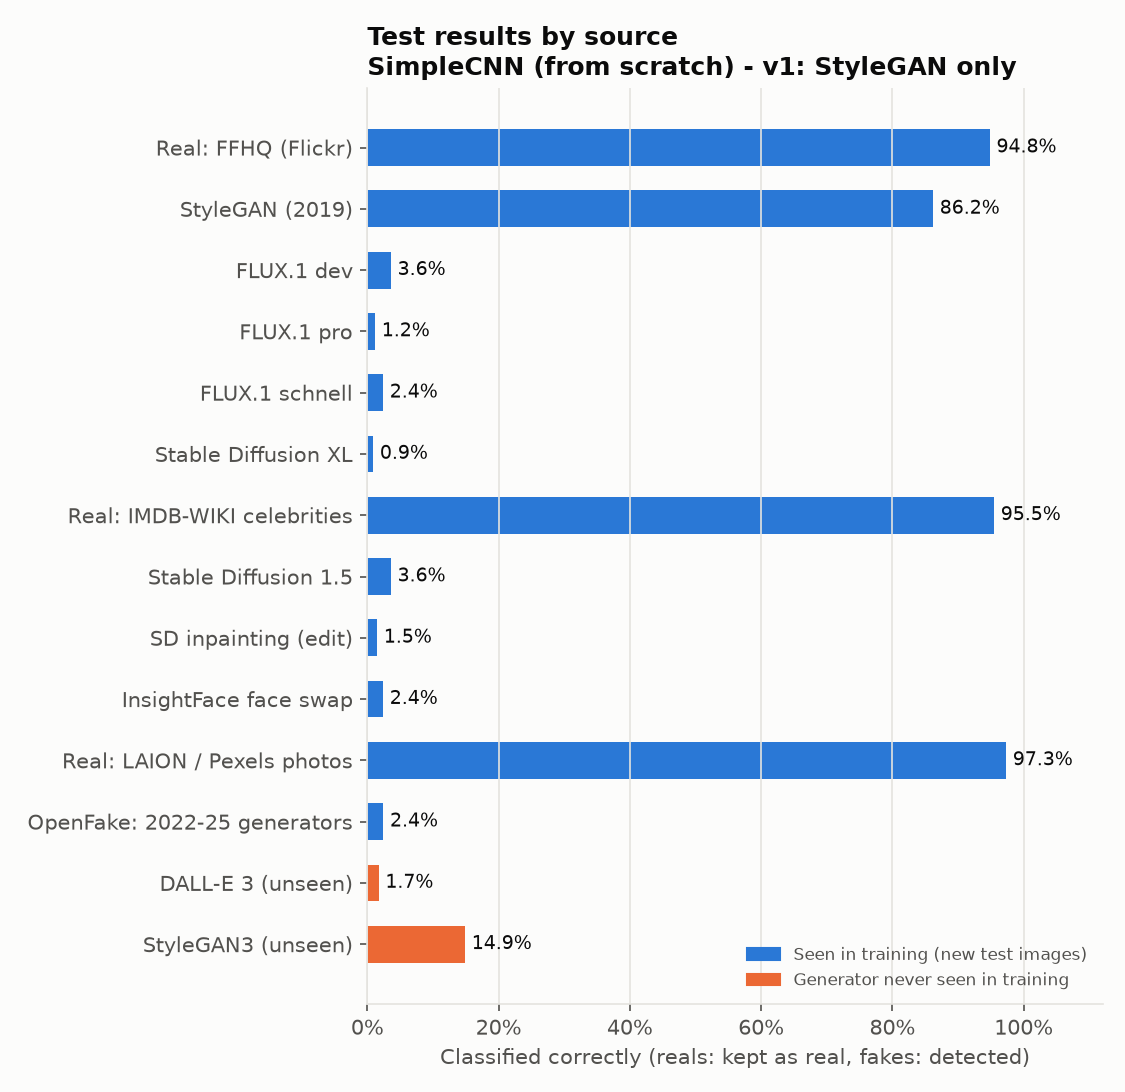 Test results by source
SimpleCNN (from scratch) - v1: StyleGAN only
Real: FFHQ (Flickr) 94.8%
StyleGAN (2019) 86.2%
FLUX.1 dev 3.6%
FLUX.1 pro 1.2%
FLUX.1 schnell 2.4%
Stable Diffusion XL 0.9%
Real: IMDB-WIKI celebrities 95.5%
Stable Diffusion 1.5 3.6%
SD inpainting (edit) 1.5%
InsightFace face swap 2.4%
Real: LAION / Pexels photos 97.3%
OpenFake: 2022-25 generators 2.4%
DALL-E 3 (unseen) 1.7%
StyleGAN3 (unseen) 14.9%
Seen in training (new test images)
Generator never seen in training
0% 20% 40% 60% 80% 100%
Classified correctly (reals: kept as real, fakes: detected)